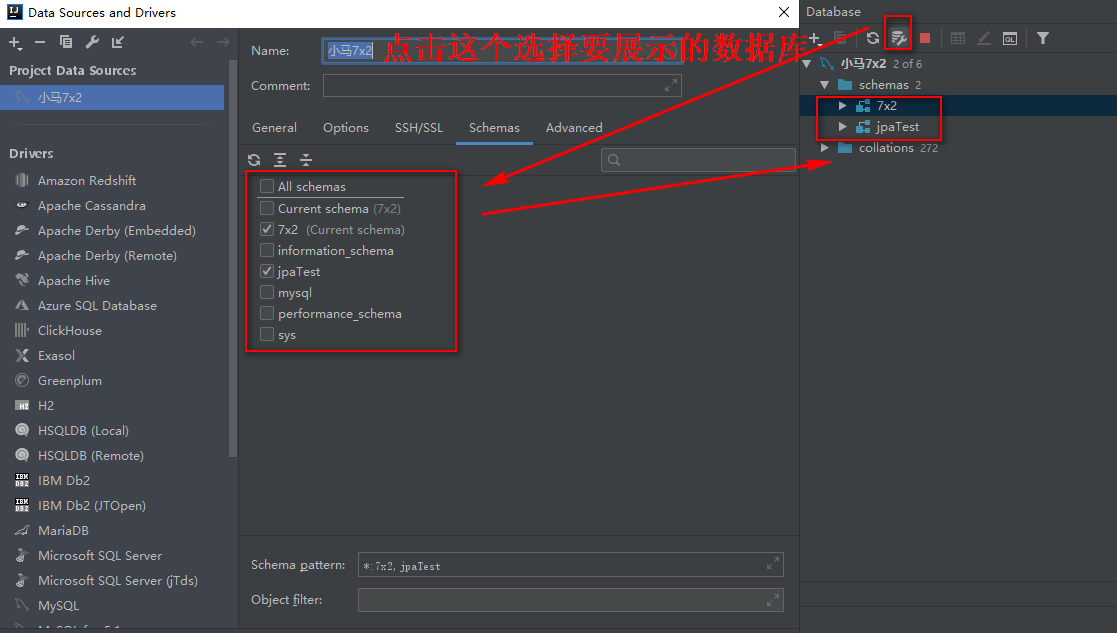 Data Sources and Drivers
Project Data Sources
小马7x2
Drivers
Amazon Redshift
Apache Cassandra
Apache Derby (Embedded)
Apache Derby (Remote)
Apache Hive
Azure SQL Database
ClickHouse
Exasol
Greenplum
H2
HSQLDB (Local)
HSQLDB (Remote)
IBM Db2
IBM Db2 (JTOpen)
MariaDB
Microsoft SQL Server
Microsoft SQL Server (jTds)
MySQL
Name: 小马7x2
点击这个选择要展示的数据库
Comment:
General Options SSH/SSL Schemas Advanced
All schemas
Current schema (7x2)
7x2 (Current schema)
information_schema
jpaTest
mysql
performance_schema
sys
Schema pattern: *:7x2,jpaTest
Object filter:
Database
小马7x2 2 of 6
schemas 2
7x2
jpaTest
collations 272